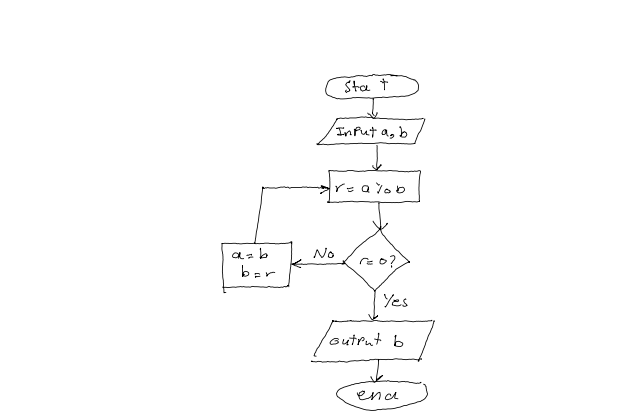 Sta t
Input a, b
r = a % b
r = 0?
No
a = b
b = r
Yes
output b
end